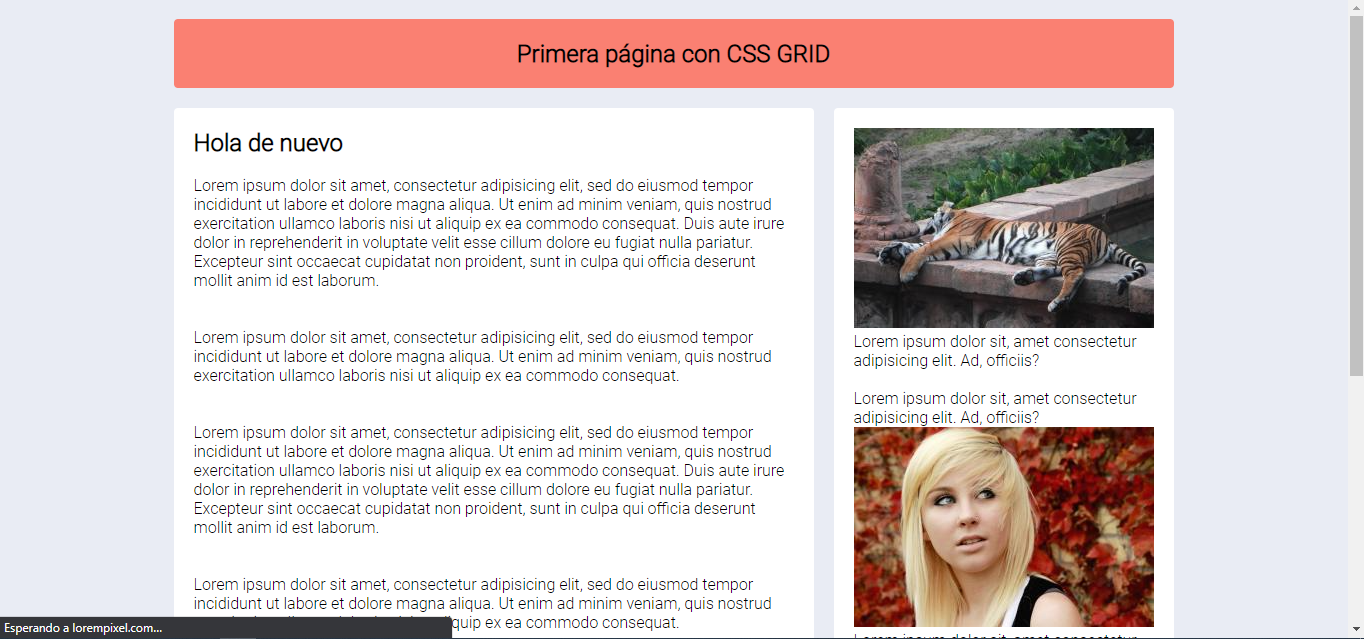 Primera página con CSS GRID
Hola de nuevo
Lorem ipsum dolor sit amet, consectetur adipisicing elit, sed do eiusmod tempor
incididunt ut labore et dolore magna aliqua. Ut enim ad minim veniam, quis nostrud
exercitation ullamco laboris nisi ut aliquip ex ea commodo consequat. Duis aute irure
dolor in reprehenderit in voluptate velit esse cillum dolore eu fugiat nulla pariatur.
Excepteur sint occaecat cupidatat non proident, sunt in culpa qui officia deserunt
mollit anim id est laborum.
Lorem ipsum dolor sit amet, consectetur adipisicing elit, sed do eiusmod tempor
incididunt ut labore et dolore magna aliqua. Ut enim ad minim veniam, quis nostrud
exercitation ullamco laboris nisi ut aliquip ex ea commodo consequat.
Lorem ipsum dolor sit amet, consectetur adipisicing elit, sed do eiusmod tempor
incididunt ut labore et dolore magna aliqua. Ut enim ad minim veniam, quis nostrud
exercitation ullamco laboris nisi ut aliquip ex ea commodo consequat. Duis aute irure
dolor in reprehenderit in voluptate velit esse cillum dolore eu fugiat nulla pariatur.
Excepteur sint occaecat cupidatat non proident, sunt in culpa qui officia deserunt
mollit anim id est laborum.
Lorem ipsum dolor sit amet, consectetur adipisicing elit, sed do eiusmod tempor
incididunt ut labore et dolore magna aliqua. Ut enim ad minim veniam, quis nostrud
ut aliquip ex ea commodo consequat.
Lorem ipsum dolor sit, amet consectetur
adipisicing elit. Ad, officiis?
Lorem ipsum dolor sit, amet consectetur
adipisicing elit. Ad, officiis?
Esperando a lorempixel.com...